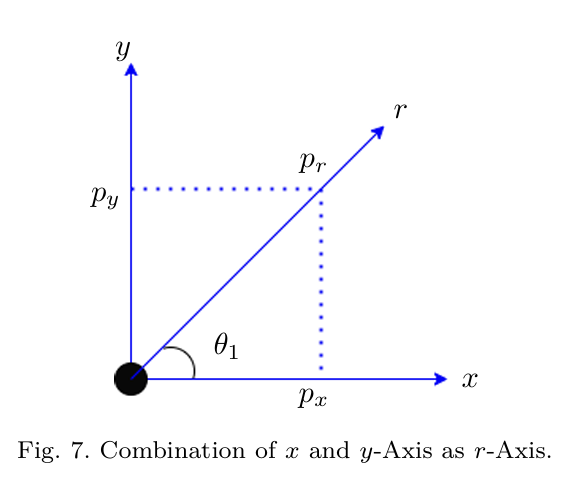 y
r
p_r
p_y
θ_1
x
p_x
Fig. 7. Combination of x and y-Axis as r-Axis.